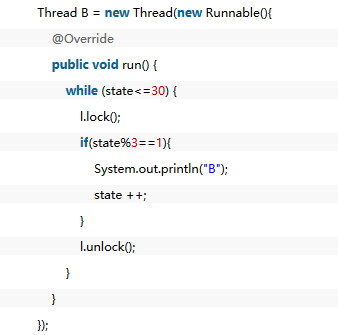 Thread B = new Thread(new Runnable(){
@Override
public void run() {
while (state<=30) {
l.lock();
if(state%3==1){
System.out.println("B");
state ++;
}
l.unlock();
}
}
});